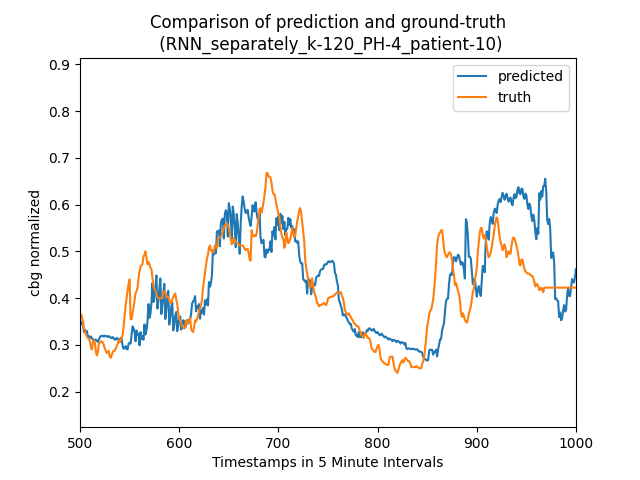 Comparison of prediction and ground-truth
(RNN_separately_k-120_PH-4_patient-10)
predicted
truth
0.9
0.8
0.7
0.6
0.5
0.4
0.3
0.2
cbg normalized
500
600
700
800
900
1000
Timestamps in 5 Minute Intervals